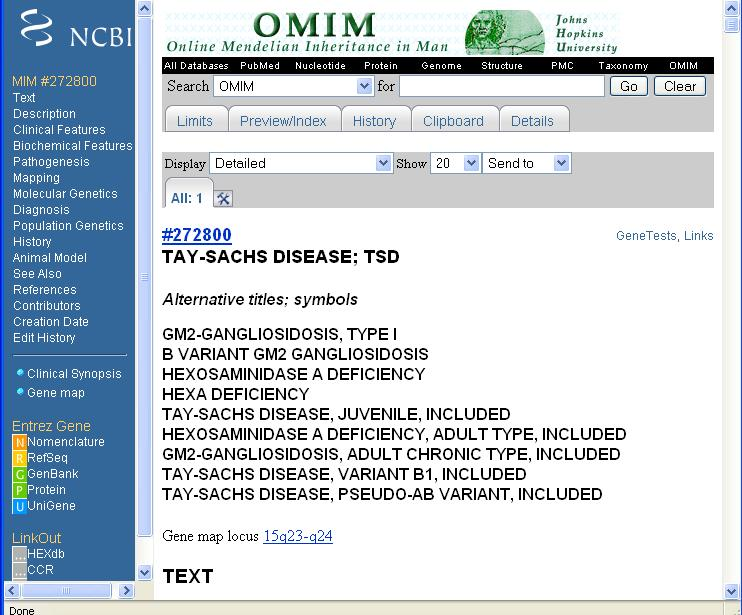 NCBI
OMIM
Online Mendelian Inheritance in Man
Johns
Hopkins
University
All Databases PubMed Nucleotide Protein Genome Structure PMC Taxonomy OMIM
Search OMIM for Go Clear
Limits Preview/Index History Clipboard Details
Display Detailed Show 20 Send to
All: 1
MIM #272800
Text
Description
Clinical Features
Biochemical Features
Pathogenesis
Mapping
Molecular Genetics
Diagnosis
Population Genetics
History
Animal Model
See Also
References
Contributors
Creation Date
Edit History
Clinical Synopsis
Gene map
Entrez Gene
N Nomenclature
R RefSeq
G GenBank
P Protein
U UniGene
LinkOut
... HEXdb
... CCR
#272800 GeneTests, Links
TAY-SACHS DISEASE; TSD
Alternative titles; symbols
GM2-GANGLIOSIDOSIS, TYPE I
B VARIANT GM2 GANGLIOSIDOSIS
HEXOSAMINIDASE A DEFICIENCY
HEXA DEFICIENCY
TAY-SACHS DISEASE, JUVENILE, INCLUDED
HEXOSAMINIDASE A DEFICIENCY, ADULT TYPE, INCLUDED
GM2-GANGLIOSIDOSIS, ADULT CHRONIC TYPE, INCLUDED
TAY-SACHS DISEASE, VARIANT B1, INCLUDED
TAY-SACHS DISEASE, PSEUDO-AB VARIANT, INCLUDED
Gene map locus 15q23-q24
TEXT
Done